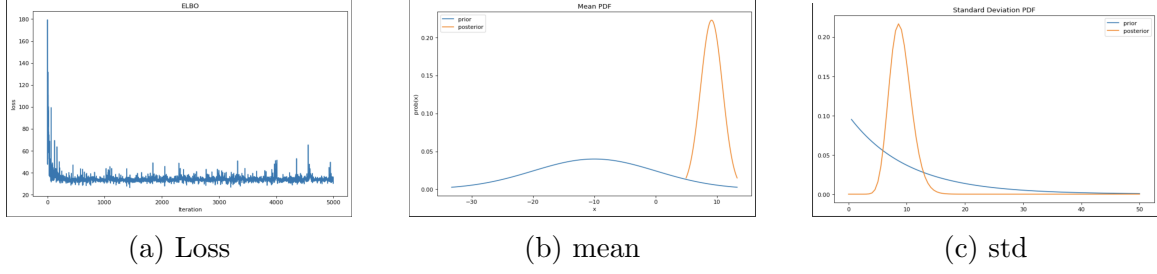 ELBO
180
160
140
120
100
80
60
40
20
loss
0 1000 2000 3000 4000 5000
Iteration
(a) Loss
Mean PDF
prior
posterior
0.20
0.15
0.10
0.05
0.00
prob(x)
−30 −20 −10 0 10
x
(b) mean
Standard Deviation PDF
prior
posterior
0.20
0.15
0.10
0.05
0.00
0 10 20 30 40 50
(c) std